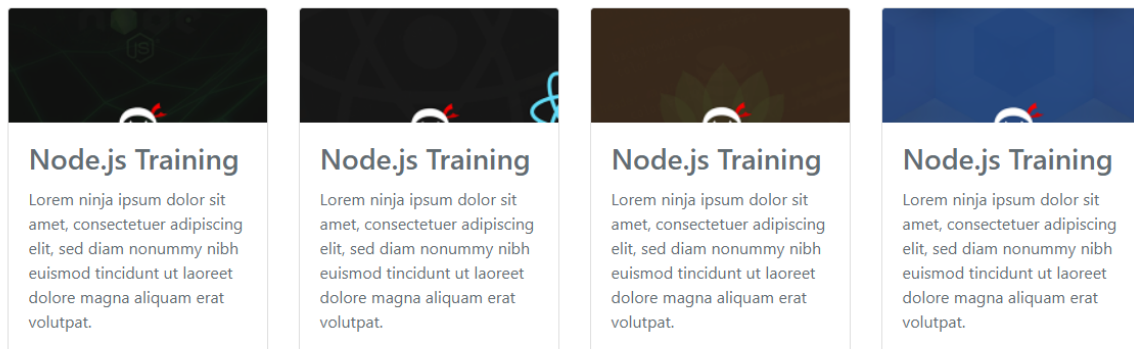 JS
Node.js Training
Lorem ninja ipsum dolor sit
amet, consectetuer adipiscing
elit, sed diam nonummy nibh
euismod tincidunt ut laoreet
dolore magna aliquam erat
volutpat.
Node.js Training
Lorem ninja ipsum dolor sit
amet, consectetuer adipiscing
elit, sed diam nonummy nibh
euismod tincidunt ut laoreet
dolore magna aliquam erat
volutpat.
Node.js Training
Lorem ninja ipsum dolor sit
amet, consectetuer adipiscing
elit, sed diam nonummy nibh
euismod tincidunt ut laoreet
dolore magna aliquam erat
volutpat.
Node.js Training
Lorem ninja ipsum dolor sit
amet, consectetuer adipiscing
elit, sed diam nonummy nibh
euismod tincidunt ut laoreet
dolore magna aliquam erat
volutpat.